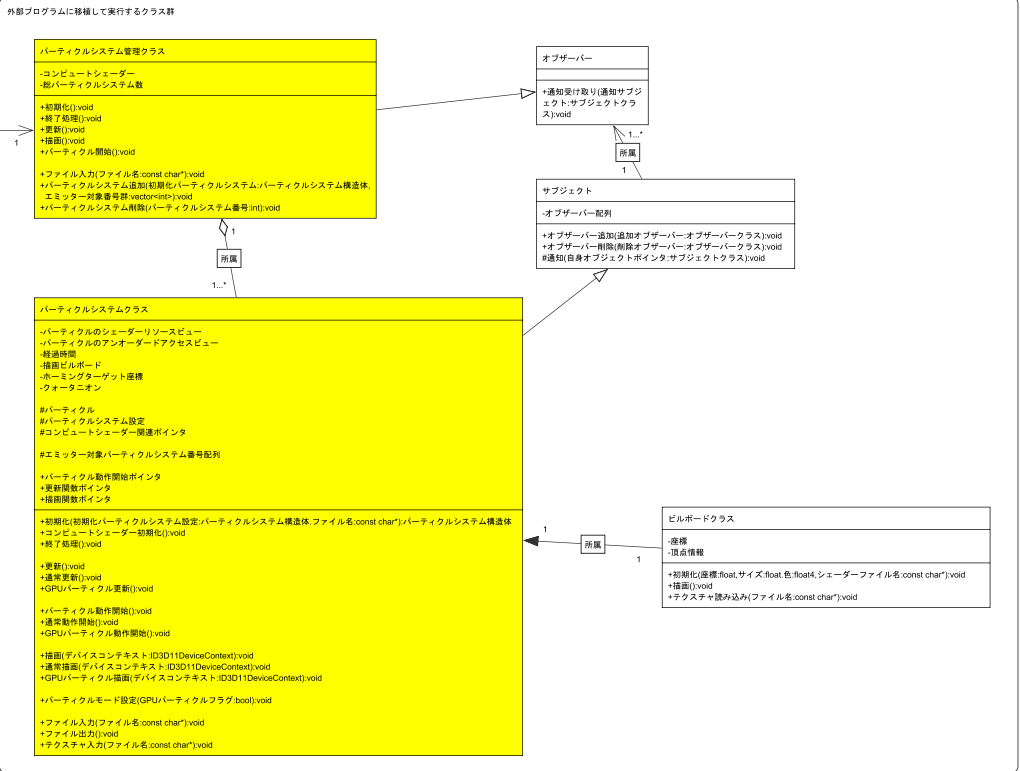 外部プログラムに移植して実行するクラス群
パーティクルシステム管理クラス
-コンピュートシェーダー
-総パーティクルシステム数
+初期化():void
+終了処理():void
+更新():void
+描画():void
+パーティクル開始():void
+ファイル入力(ファイル名:const char*):void
+パーティクルシステム追加(初期化パーティクルシステム:パーティクルシステム構造体,
エミッター対象番号群:vector<int>):void
+パーティクルシステム削除(パーティクルシステム番号:int):void
1
1
所属
1...*
オブザーバー
+通知受け取り(通知サブジ
ェクト:サブジェクトクラ
ス):void
1...*
所属
1
サブジェクト
-オブザーバー配列
+オブザーバー追加(追加オブザーバー:オブザーバークラス):void
+オブザーバー削除(削除オブザーバー:オブザーバークラス):void
#通知(自身オブジェクトポインタ:サブジェクトクラス):void
パーティクルシステムクラス
-パーティクルのシェーダーリソースビュー
-パーティクルのアンオーダードアクセスビュー
-経過時間
-描画ビルボード
-ホーミングターゲット座標
-クォータニオン
#パーティクル
#パーティクルシステム設定
#コンピュートシェーダー関連ポインタ
#エミッター対象パーティクルシステム番号配列
+パーティクル動作開始ポインタ
+更新関数ポインタ
+描画関数ポインタ
+初期化(初期化パーティクルシステム設定:パーティクルシステム構造体.ファイル名:const char*):パーティクルシステム構造体
+コンピュートシェーダー初期化():void
+終了処理():void
+更新():void
+通常更新():void
+GPUパーティクル更新():void
+パーティクル動作開始():void
+通常動作開始():void
+GPUパーティクル動作開始():void
+描画(デバイスコンテキスト:ID3D11DeviceContext):void
+通常描画(デバイスコンテキスト:ID3D11DeviceContext):void
+GPUパーティクル描画(デバイスコンテキスト:ID3D11DeviceContext):void
+パーティクルモード設定(GPUパーティクルフラグ:bool):void
+ファイル入力(ファイル名:const char*):void
+ファイル出力():void
+テクスチャ入力(ファイル名:const char*):void
1
所属
1
ビルボードクラス
-座標
-頂点情報
+初期化(座標:float,サイズ:float.色:float4,シェーダーファイル名:const char*):void
+描画():void
+テクスチャ読み込み(ファイル名:const char*):void